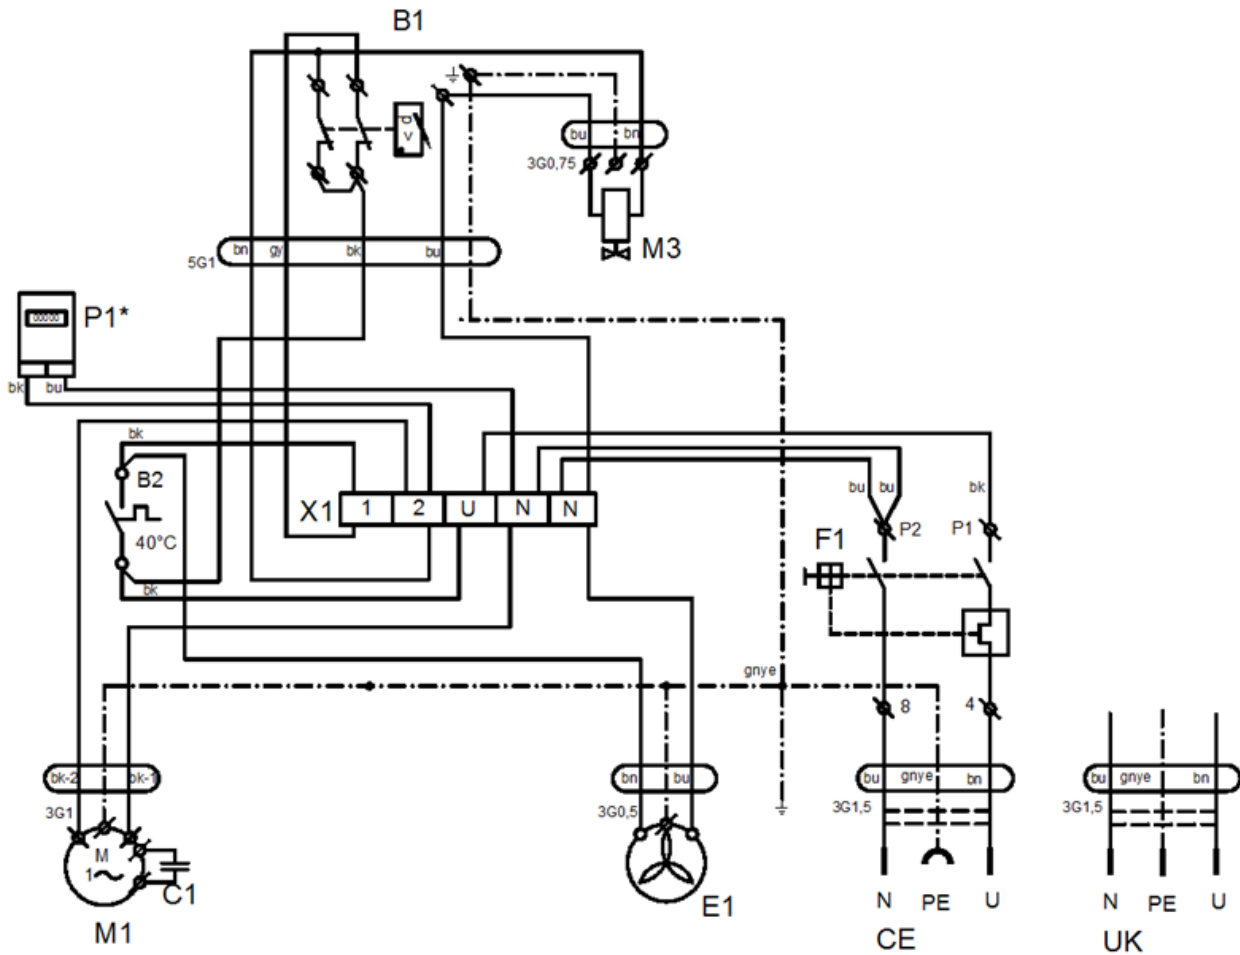 B1
d
v
bu
bn
3G0,75
M3
bn
gy
bk
bu
5G1
00000
P1*
bk
bu
bk
B2
bu
bu
bk
X1
1
2
U
N
N
P2
P1
40°C
F1
bk
gnye
8
4
bk-2
bk-1
bn
bu
bu
gnye
bn
bu
gnye
bn
3G1
3G0,5
3G1,5
3G1,5
M
1
C1
N
PE
U
N
PE
U
M1
E1
CE
UK